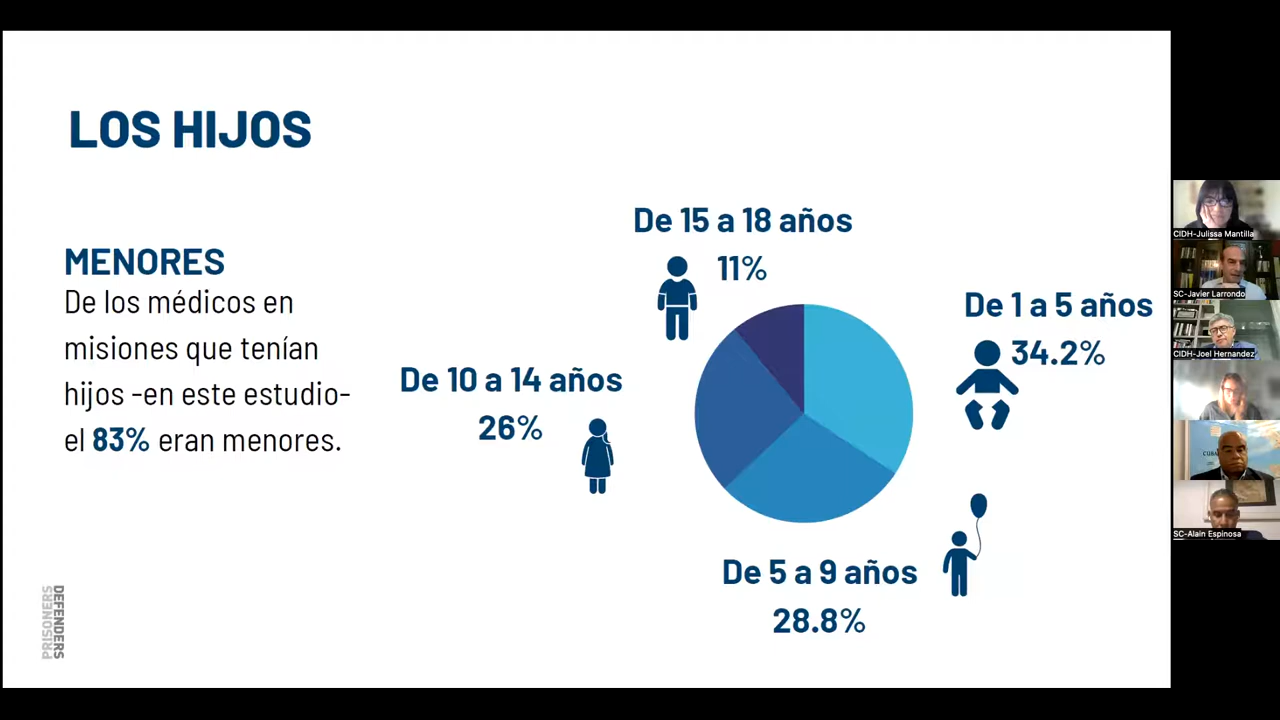 LOS HIJOS
MENORES
De los médicos en
misiones que tenían
hijos -en este estudio-
el 83% eran menores.
De 15 a 18 años
11%
De 1 a 5 años
34.2%
De 10 a 14 años
26%
De 5 a 9 años
28.8%
PRISONERS
DEFENDERS
CIDH-Julissa Mantilla
SC-Javier Larrondo
CIDH-Joel Hernandez
CUBA
SC-Alain Espinosa